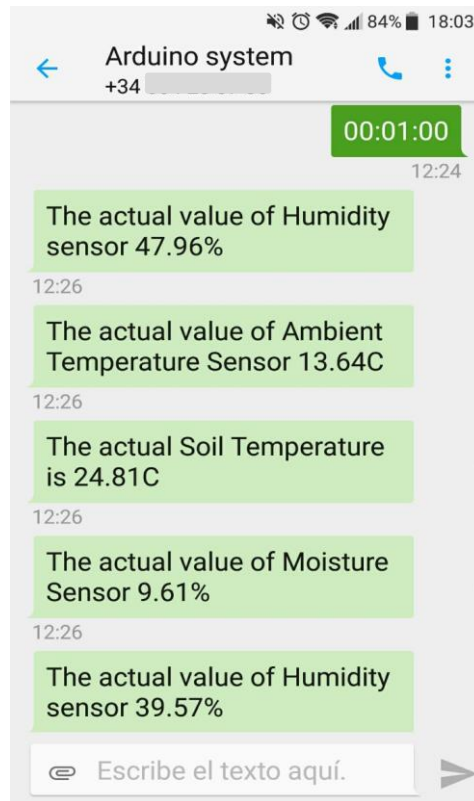 84% 18:03
Arduino system
+34
00:01:00
12:24
The actual value of Humidity
sensor 47.96%
12:26
The actual value of Ambient
Temperature Sensor 13.64C
12:26
The actual Soil Temperature
is 24.81C
12:26
The actual value of Moisture
Sensor 9.61%
12:26
The actual value of Humidity
sensor 39.57%
Escribe el texto aquí.